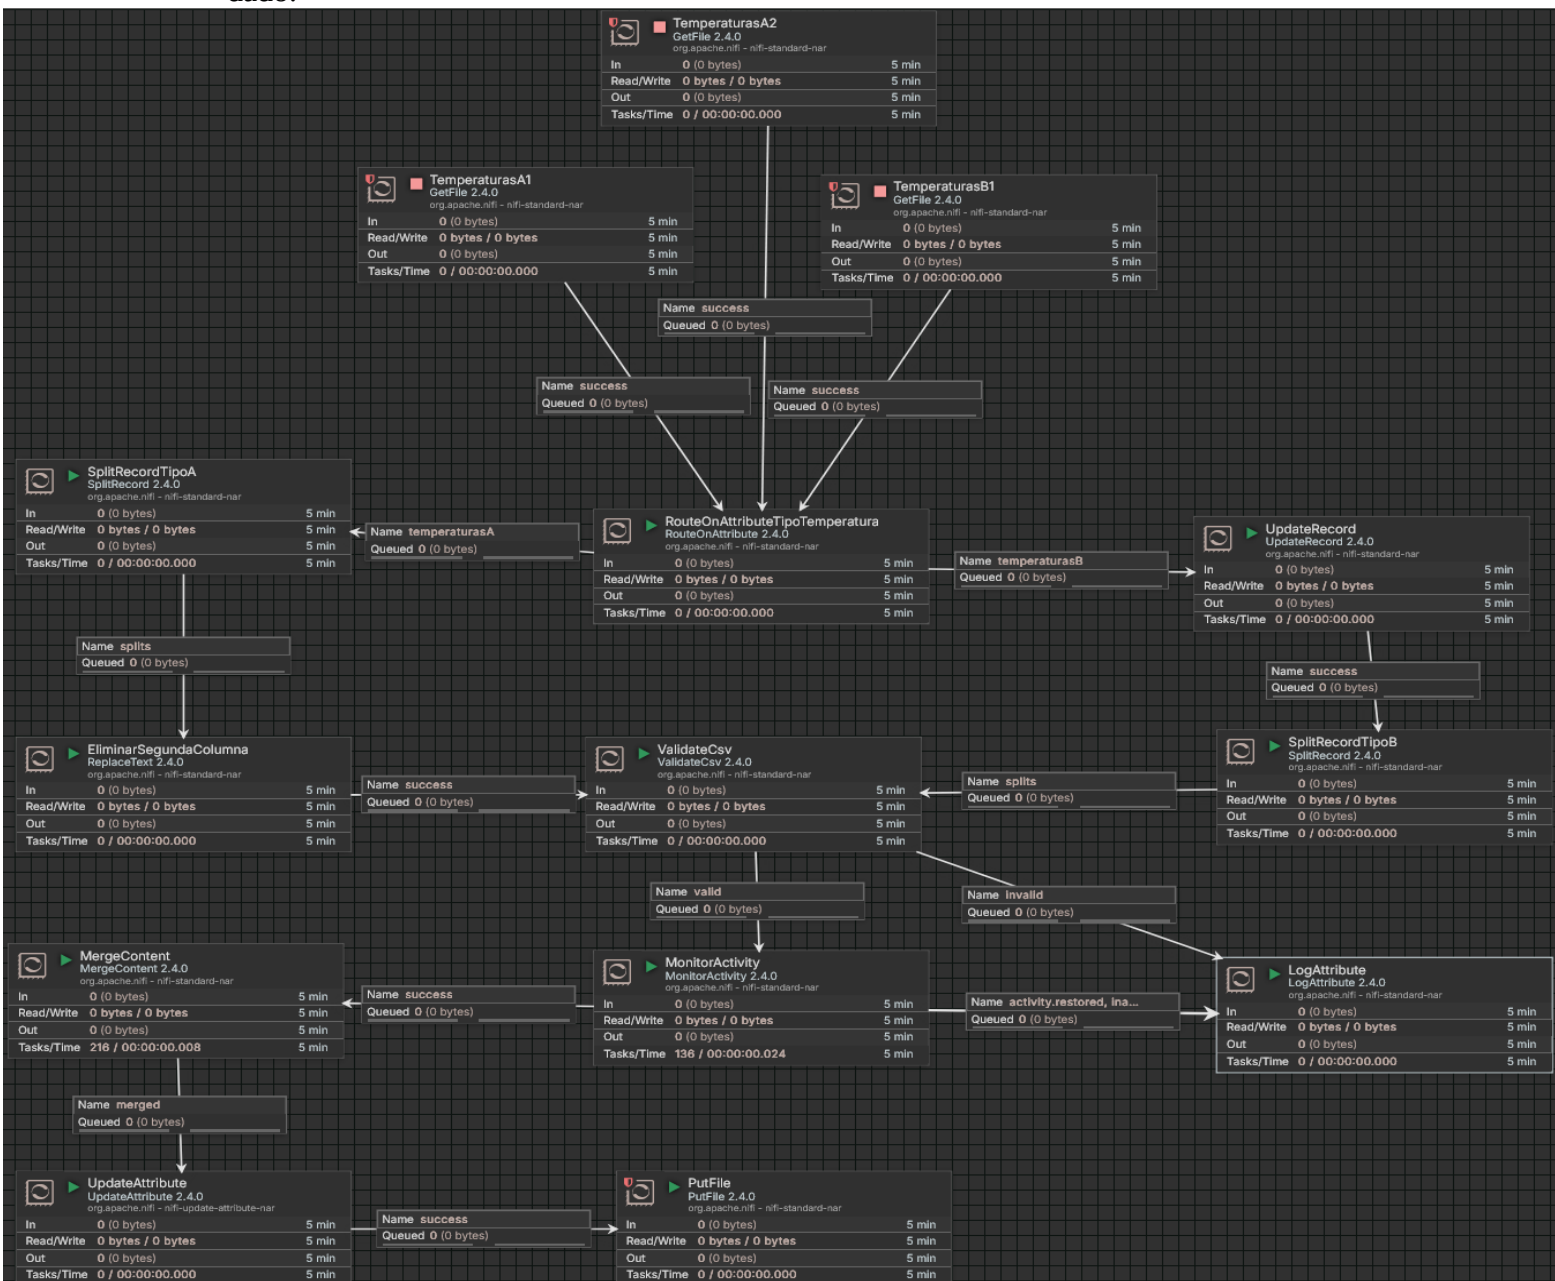 TemperaturasA2
GetFile 2.4.0
org.apache.nifi - nifi-standard-nar
In 0 (0 bytes) 5 min
Read/Write 0 bytes / 0 bytes 5 min
Out 0 (0 bytes) 5 min
Tasks/Time 0 / 00:00:00.000 5 min
TemperaturasA1
GetFile 2.4.0
org.apache.nifi - nifi-standard-nar
In 0 (0 bytes) 5 min
Read/Write 0 bytes / 0 bytes 5 min
Out 0 (0 bytes) 5 min
Tasks/Time 0 / 00:00:00.000 5 min
TemperaturasB1
GetFile 2.4.0
org.apache.nifi - nifi-standard-nar
In 0 (0 bytes) 5 min
Read/Write 0 bytes / 0 bytes 5 min
Out 0 (0 bytes) 5 min
Tasks/Time 0 / 00:00:00.000 5 min
Name success
Queued 0 (0 bytes)
Name success
Queued 0 (0 bytes)
Name success
Queued 0 (0 bytes)
SplitRecordTipoA
SplitRecord 2.4.0
org.apache.nifi - nifi-standard-nar
In 0 (0 bytes) 5 min
Read/Write 0 bytes / 0 bytes 5 min
Out 0 (0 bytes) 5 min
Tasks/Time 0 / 00:00:00.000 5 min
Name temperaturasA
Queued 0 (0 bytes)
RouteOnAttributeTipoTemperatura
RouteOnAttribute 2.4.0
org.apache.nifi - nifi-standard-nar
In 0 (0 bytes) 5 min
Read/Write 0 bytes / 0 bytes 5 min
Out 0 (0 bytes) 5 min
Tasks/Time 0 / 00:00:00.000 5 min
Name temperaturasB
Queued 0 (0 bytes)
UpdateRecord
UpdateRecord 2.4.0
org.apache.nifi - nifi-standard-nar
In 0 (0 bytes) 5 min
Read/Write 0 bytes / 0 bytes 5 min
Out 0 (0 bytes) 5 min
Tasks/Time 0 / 00:00:00.000 5 min
Name splits
Queued 0 (0 bytes)
Name success
Queued 0 (0 bytes)
EliminarSegundaColumna
ReplaceText 2.4.0
org.apache.nifi - nifi-standard-nar
In 0 (0 bytes) 5 min
Read/Write 0 bytes / 0 bytes 5 min
Out 0 (0 bytes) 5 min
Tasks/Time 0 / 00:00:00.000 5 min
Name success
Queued 0 (0 bytes)
ValidateCsv
ValidateCsv 2.4.0
org.apache.nifi - nifi-standard-nar
In 0 (0 bytes) 5 min
Read/Write 0 bytes / 0 bytes 5 min
Out 0 (0 bytes) 5 min
Tasks/Time 0 / 00:00:00.000 5 min
Name splits
Queued 0 (0 bytes)
SplitRecordTipoB
SplitRecord 2.4.0
org.apache.nifi - nifi-standard-nar
In 0 (0 bytes) 5 min
Read/Write 0 bytes / 0 bytes 5 min
Out 0 (0 bytes) 5 min
Tasks/Time 0 / 00:00:00.000 5 min
Name valid
Queued 0 (0 bytes)
Name invalid
Queued 0 (0 bytes)
MergeContent
MergeContent 2.4.0
org.apache.nifi - nifi-standard-nar
In 0 (0 bytes) 5 min
Read/Write 0 bytes / 0 bytes 5 min
Out 0 (0 bytes) 5 min
Tasks/Time 216 / 00:00:00.008 5 min
Name success
Queued 0 (0 bytes)
MonitorActivity
MonitorActivity 2.4.0
org.apache.nifi - nifi-standard-nar
In 0 (0 bytes) 5 min
Read/Write 0 bytes / 0 bytes 5 min
Out 0 (0 bytes) 5 min
Tasks/Time 136 / 00:00:00.024 5 min
Name activity.restored, ina...
Queued 0 (0 bytes)
LogAttribute
LogAttribute 2.4.0
org.apache.nifi - nifi-standard-nar
In 0 (0 bytes) 5 min
Read/Write 0 bytes / 0 bytes 5 min
Out 0 (0 bytes) 5 min
Tasks/Time 0 / 00:00:00.000 5 min
Name merged
Queued 0 (0 bytes)
UpdateAttribute
UpdateAttribute 2.4.0
org.apache.nifi - nifi-update-attribute-nar
In 0 (0 bytes) 5 min
Read/Write 0 bytes / 0 bytes 5 min
Out 0 (0 bytes) 5 min
Tasks/Time 0 / 00:00:00.000 5 min
Name success
Queued 0 (0 bytes)
PutFile
PutFile 2.4.0
org.apache.nifi - nifi-standard-nar
In 0 (0 bytes) 5 min
Read/Write 0 bytes / 0 bytes 5 min
Out 0 (0 bytes) 5 min
Tasks/Time 0 / 00:00:00.000 5 min